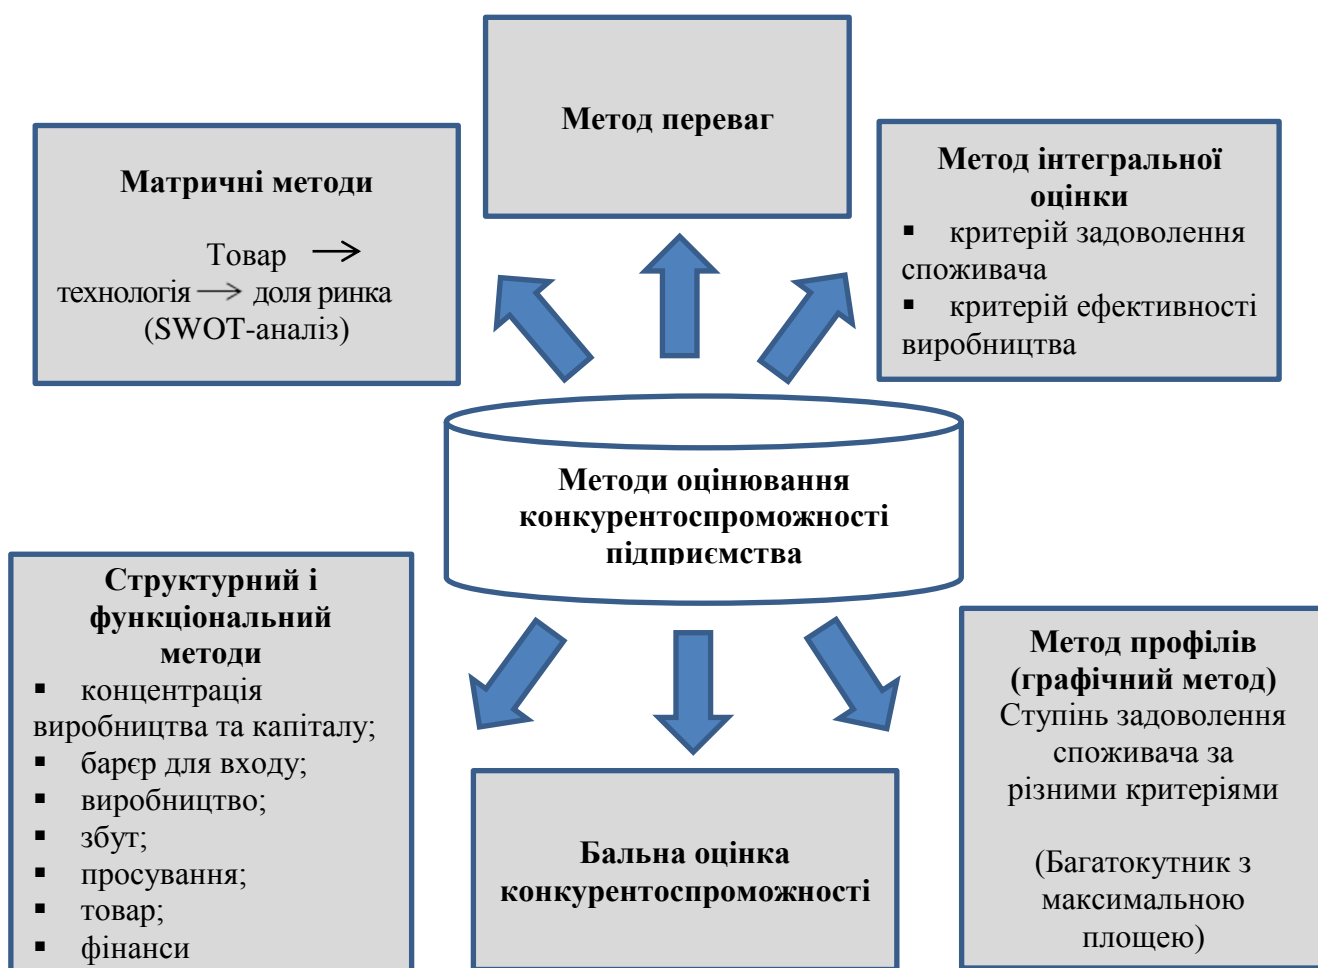 Метод переваг
Матричні методи
Товар →
технологія → доля ринка
(SWOT-аналіз)
Метод інтегральної
оцінки
▪ критерій задоволення
споживача
▪ критерій ефективності
виробництва
Методи оцінювання
конкурентоспроможності
підприємства
Структурний і
функціональний
методи
▪ концентрація
виробництва та капіталу;
▪ барєр для входу;
▪ виробництво;
▪ збут;
▪ просування;
▪ товар;
▪ фінанси
Бальна оцінка
конкурентоспроможності
Метод профілів
(графічний метод)
Ступінь задоволення
споживача за
різними критеріями
(Багатокутник з
максимальною
площею)